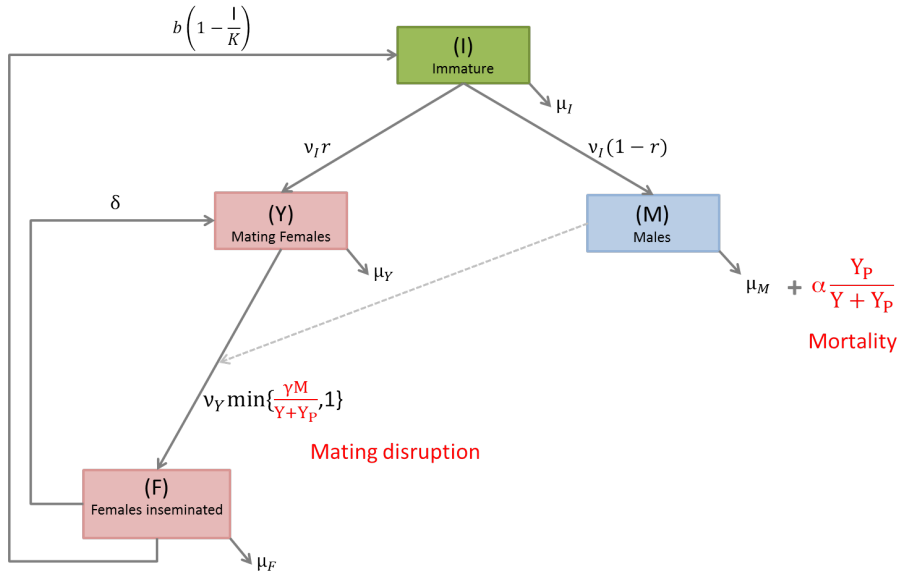 b(1 − I/K)
(I)
Immature
μ_I
ν_I r
ν_I(1 − r)
δ
(Y)
Mating Females
(M)
Males
μ_Y
μ_M + α Y_P/(Y + Y_P)
Mortality
ν_Y min{γM/(Y+Y_P),1}
Mating disruption
(F)
Females inseminated
μ_F